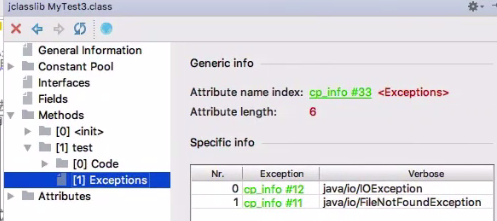 jclasslib MyTest3.class
General Information
Constant Pool
Interfaces
Fields
Methods
[0] <init>
[1] test
[0] Code
[1] Exceptions
Attributes
Generic info
Attribute name index: cp_info #33 <Exceptions>
Attribute length: 6
Specific info
Nr. Exception Verbose
0 cp_info #12 java/io/IOException
1 cp_info #11 java/io/FileNotFoundException